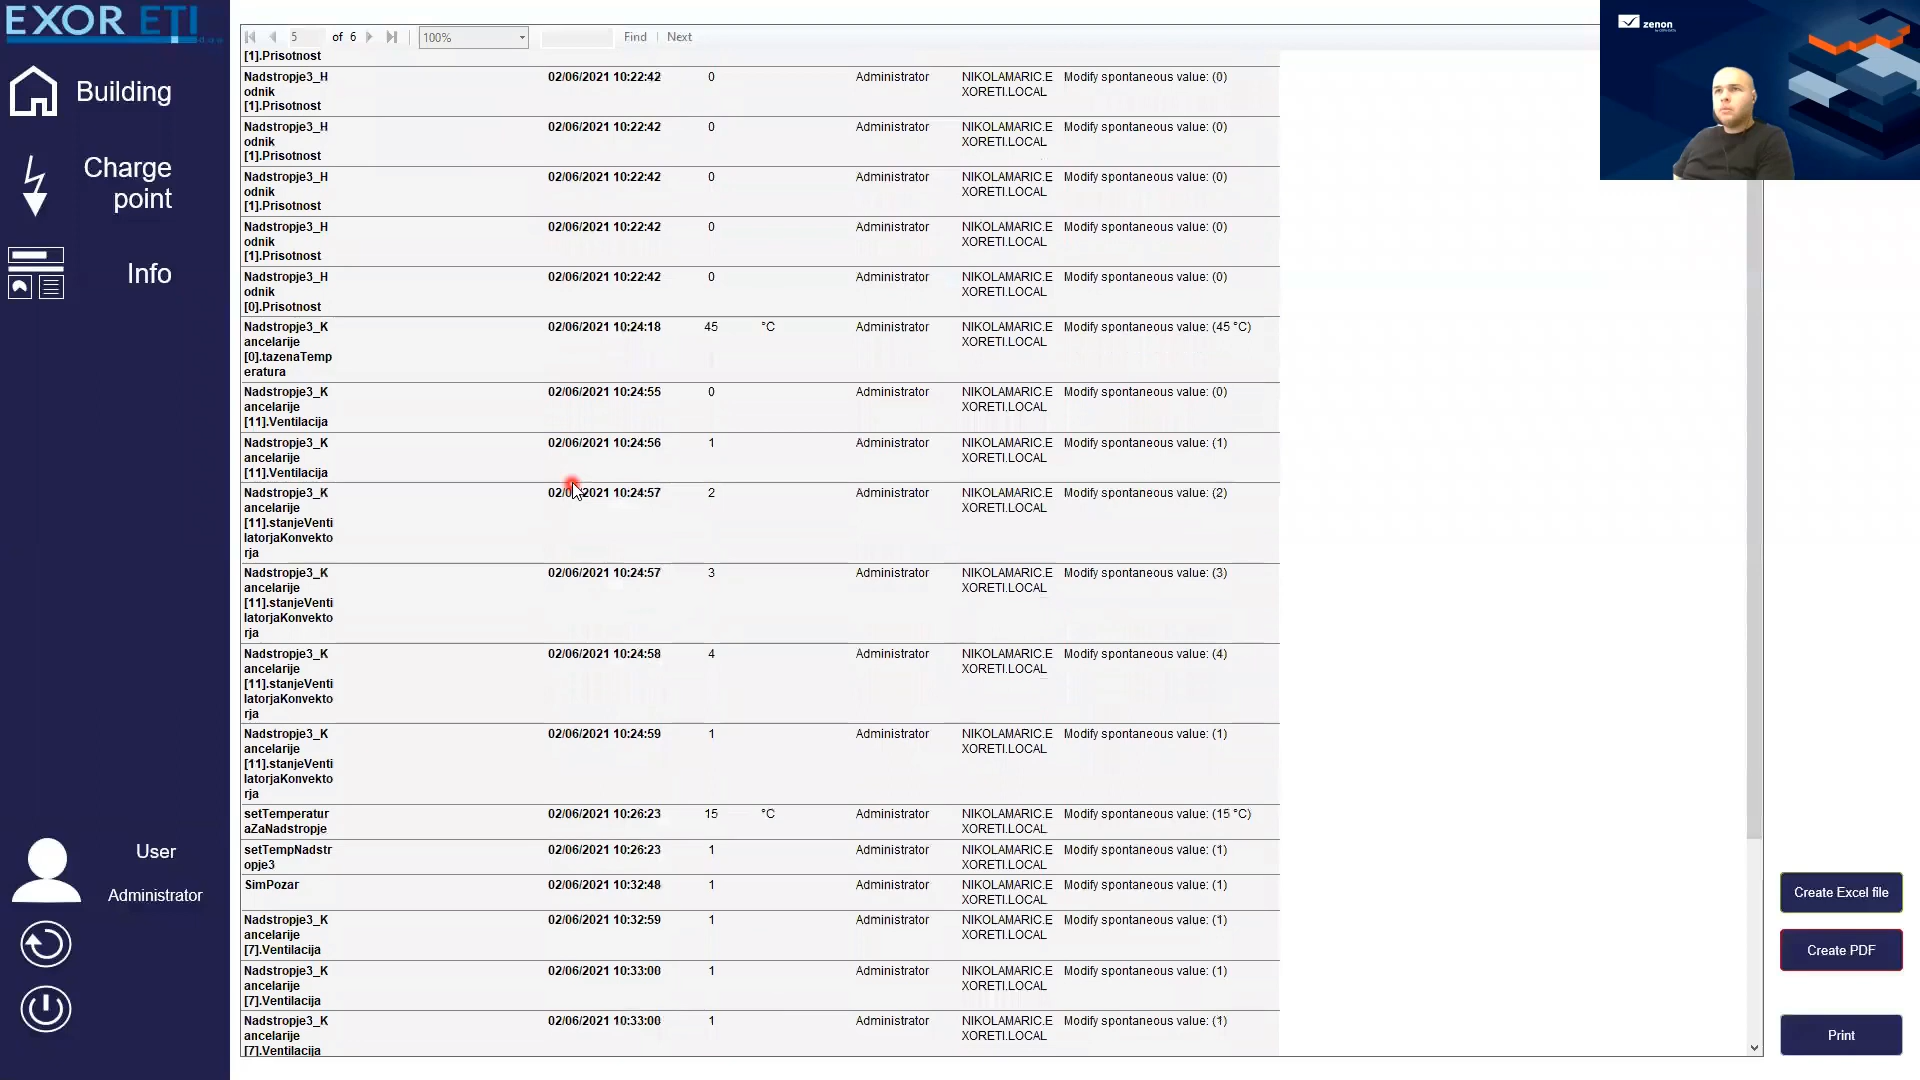 EXOR ETI
d.o.o.
Building
Charge
point
Info
User
Administrator
5 of 6 100% Find | Next
zenon
[1].Prisotnost
Nadstropje3_H 02/06/2021 10:22:42 0 Administrator NIKOLAMARIC.E Modify spontaneous value: (0)
odnik XORETI.LOCAL
[1].Prisotnost
Nadstropje3_H 02/06/2021 10:22:42 0 Administrator NIKOLAMARIC.E Modify spontaneous value: (0)
odnik XORETI.LOCAL
[1].Prisotnost
Nadstropje3_H 02/06/2021 10:22:42 0 Administrator NIKOLAMARIC.E Modify spontaneous value: (0)
odnik XORETI.LOCAL
[1].Prisotnost
Nadstropje3_H 02/06/2021 10:22:42 0 Administrator NIKOLAMARIC.E Modify spontaneous value: (0)
odnik XORETI.LOCAL
[1].Prisotnost
Nadstropje3_H 02/06/2021 10:22:42 0 Administrator NIKOLAMARIC.E Modify spontaneous value: (0)
odnik XORETI.LOCAL
[0].Prisotnost
Nadstropje3_K 02/06/2021 10:24:18 45 °C Administrator NIKOLAMARIC.E Modify spontaneous value: (45 °C)
ancelarije XORETI.LOCAL
[0].tazenaTemp
eratura
Nadstropje3_K 02/06/2021 10:24:55 0 Administrator NIKOLAMARIC.E Modify spontaneous value: (0)
ancelarije XORETI.LOCAL
[11].Ventilacija
Nadstropje3_K 02/06/2021 10:24:56 1 Administrator NIKOLAMARIC.E Modify spontaneous value: (1)
ancelarije XORETI.LOCAL
[11].Ventilacija
Nadstropje3_K 02/06/2021 10:24:57 2 Administrator NIKOLAMARIC.E Modify spontaneous value: (2)
ancelarije XORETI.LOCAL
[11].stanjeVenti
latorjaKonvekto
rja
Nadstropje3_K 02/06/2021 10:24:57 3 Administrator NIKOLAMARIC.E Modify spontaneous value: (3)
ancelarije XORETI.LOCAL
[11].stanjeVenti
latorjaKonvekto
rja
Nadstropje3_K 02/06/2021 10:24:58 4 Administrator NIKOLAMARIC.E Modify spontaneous value: (4)
ancelarije XORETI.LOCAL
[11].stanjeVenti
latorjaKonvekto
rja
Nadstropje3_K 02/06/2021 10:24:59 1 Administrator NIKOLAMARIC.E Modify spontaneous value: (1)
ancelarije XORETI.LOCAL
[11].stanjeVenti
latorjaKonvekto
rja
setTemperatur 02/06/2021 10:26:23 15 °C Administrator NIKOLAMARIC.E Modify spontaneous value: (15 °C)
aZaNadstropje XORETI.LOCAL
setTempNadstr 02/06/2021 10:26:23 1 Administrator NIKOLAMARIC.E Modify spontaneous value: (1)
opje3 XORETI.LOCAL
SimPozar 02/06/2021 10:32:48 1 Administrator NIKOLAMARIC.E Modify spontaneous value: (1)
XORETI.LOCAL
Nadstropje3_K 02/06/2021 10:32:59 1 Administrator NIKOLAMARIC.E Modify spontaneous value: (1)
ancelarije XORETI.LOCAL
[7].Ventilacija
Nadstropje3_K 02/06/2021 10:33:00 1 Administrator NIKOLAMARIC.E Modify spontaneous value: (1)
ancelarije XORETI.LOCAL
[7].Ventilacija
Nadstropje3_K 02/06/2021 10:33:00 1 Administrator NIKOLAMARIC.E Modify spontaneous value: (1)
ancelarije XORETI.LOCAL
[7].Ventilacija
Create Excel file
Create PDF
Print